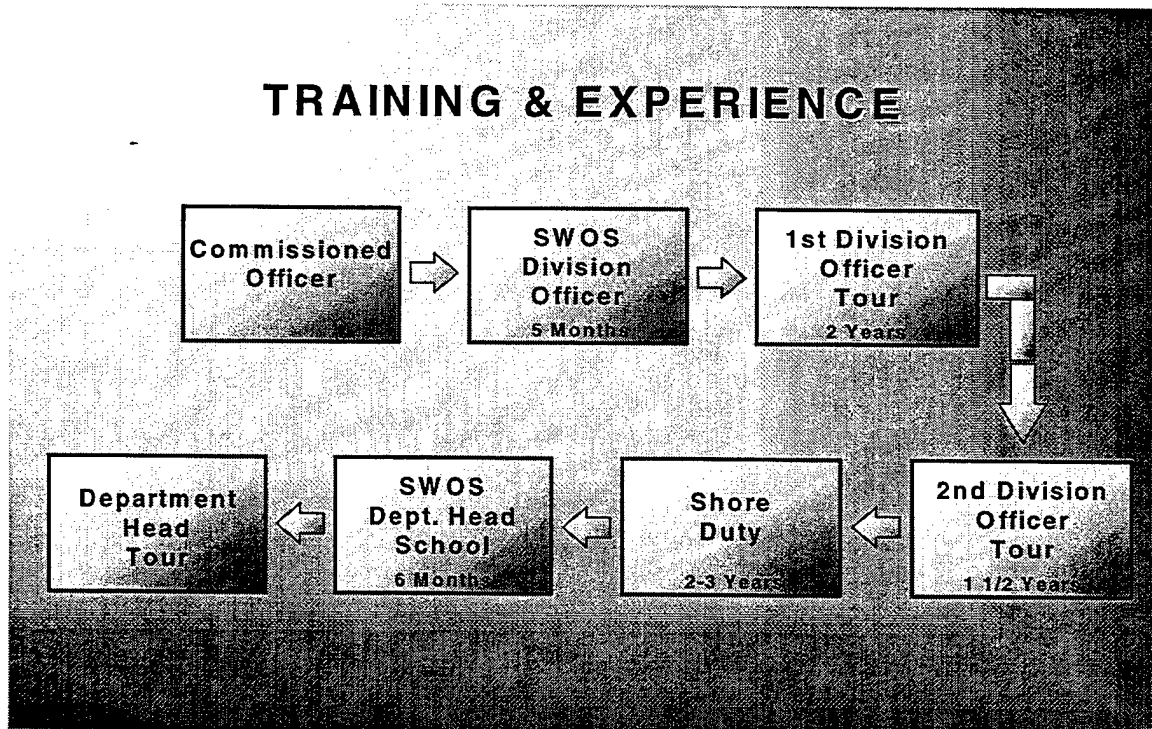 TRAINING & EXPERIENCE
Commissioned
Officer
SWOS
Division
Officer
5 Months
1st Division
Officer
Tour
2 Years
2nd Division
Officer
Tour
1 1/2 Years
Shore
Duty
2-3 Years
SWOS
Dept. Head
School
6 Months
Department
Head
Tour